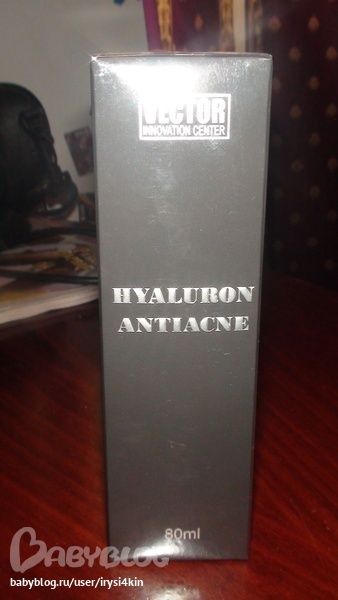 VECTOR
INNOVATION CENTER
HYALURON
ANTIACNE
80ml
BABYBLOG
babyblog.ru/user/irysi4kin